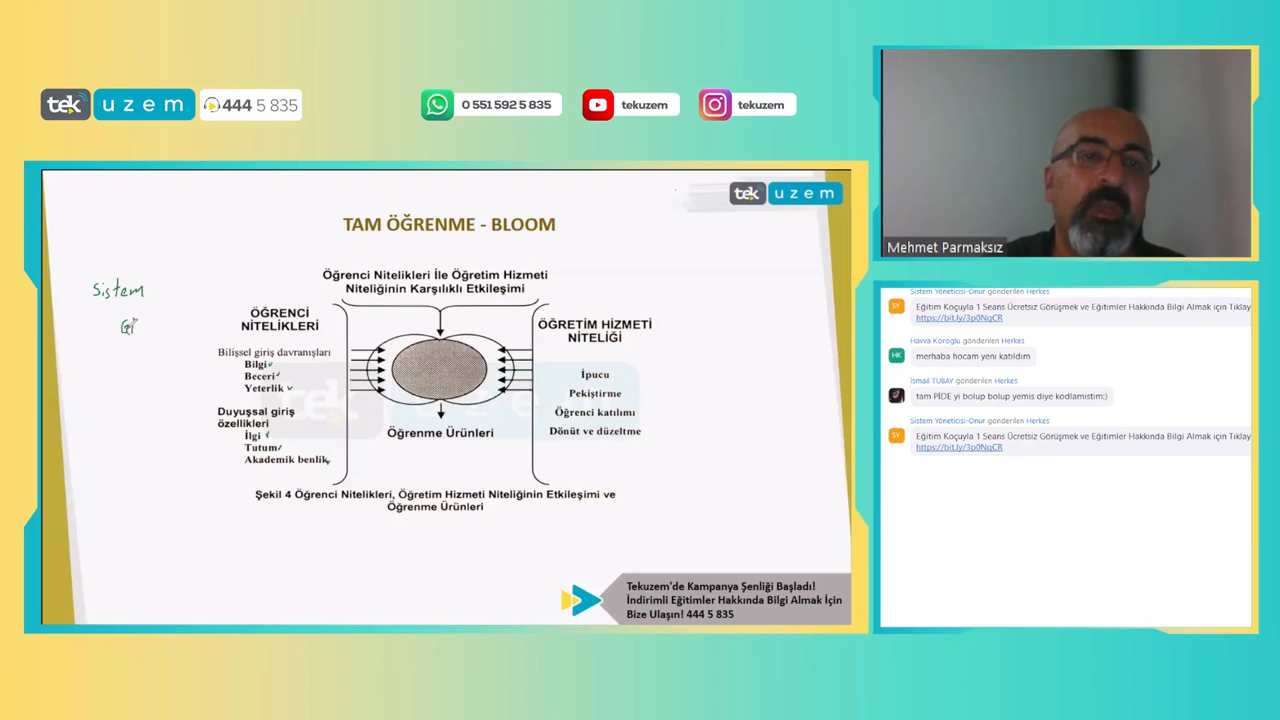 tek uzem 444 5 835
0 551 592 5 835
tekuzem
tekuzem
tek uzem
TAM ÖĞRENME - BLOOM
Öğrenci Nitelikleri İle Öğretim Hizmeti
Niteliğinin Karşılıklı Etkileşimi
Sistem
Gi
ÖĞRENCİ
NİTELİKLERİ
Bilişsel giriş davranışları
Bilgi
Beceri
Yeterlik
Duyuşsal giriş
özellikleri
İlgi
Tutum
Akademik benlik
Öğrenme Ürünleri
ÖĞRETİM HİZMETİ
NİTELİĞİ
İpucu
Pekiştirme
Öğrenci katılımı
Dönüt ve düzeltme
tek uzem
Şekil 4 Öğrenci Nitelikleri, Öğretim Hizmeti Niteliğinin Etkileşimi ve
Öğrenme Ürünleri
Tekuzem'de Kampanya Şenliği Başladı!
İndirimli Eğitimler Hakkında Bilgi Almak İçin
Bize Ulaşın! 444 5 835
Mehmet Parmaksız
Sistem Yöneticisi-Onur gönderilen Herkes
SY
Eğitim Koçuyla 1 Seans Ücretsiz Görüşmek ve Eğitimler Hakkında Bilgi Almak için Tıklay
https://bit.ly/3p0NqCR
Havva Koroglu gönderilen Herkes
HK
merhaba hocam yenı katıldım
İsmail TUBAY gönderilen Herkes
tam PİDE yi bolup bolup yemis diye kodlamistim:)
Sistem Yöneticisi-Onur gönderilen Herkes
SY
Eğitim Koçuyla 1 Seans Ücretsiz Görüşmek ve Eğitimler Hakkında Bilgi Almak için Tıklay
https://bit.ly/3p0NqCR